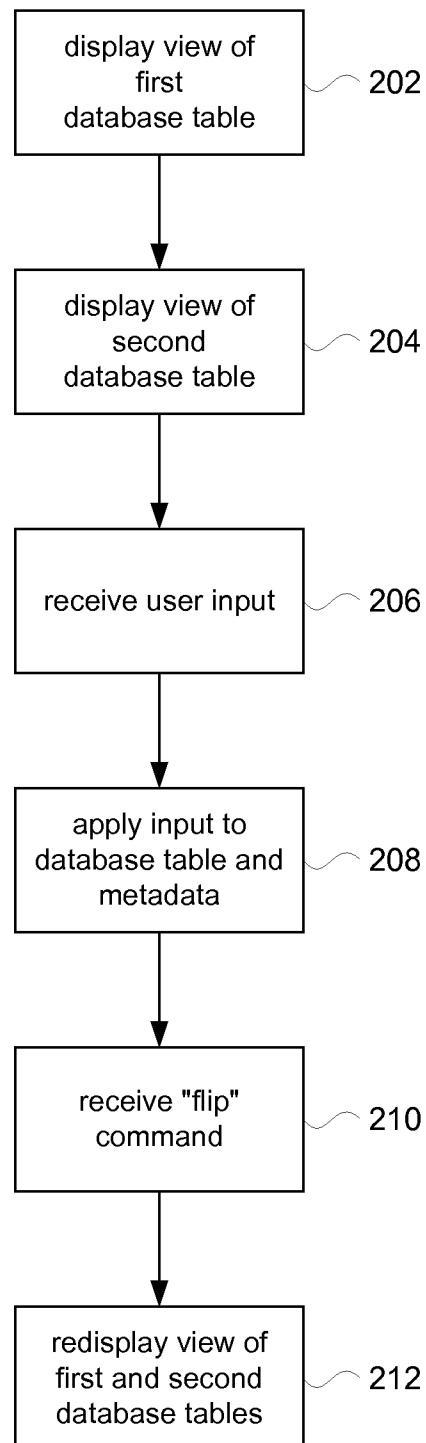 display view of
first
database table
202
display view of
second
database table
204
receive user input
206
apply input to
database table and
metadata
208
receive "flip"
command
210
redisplay view of
first and second
database tables
212